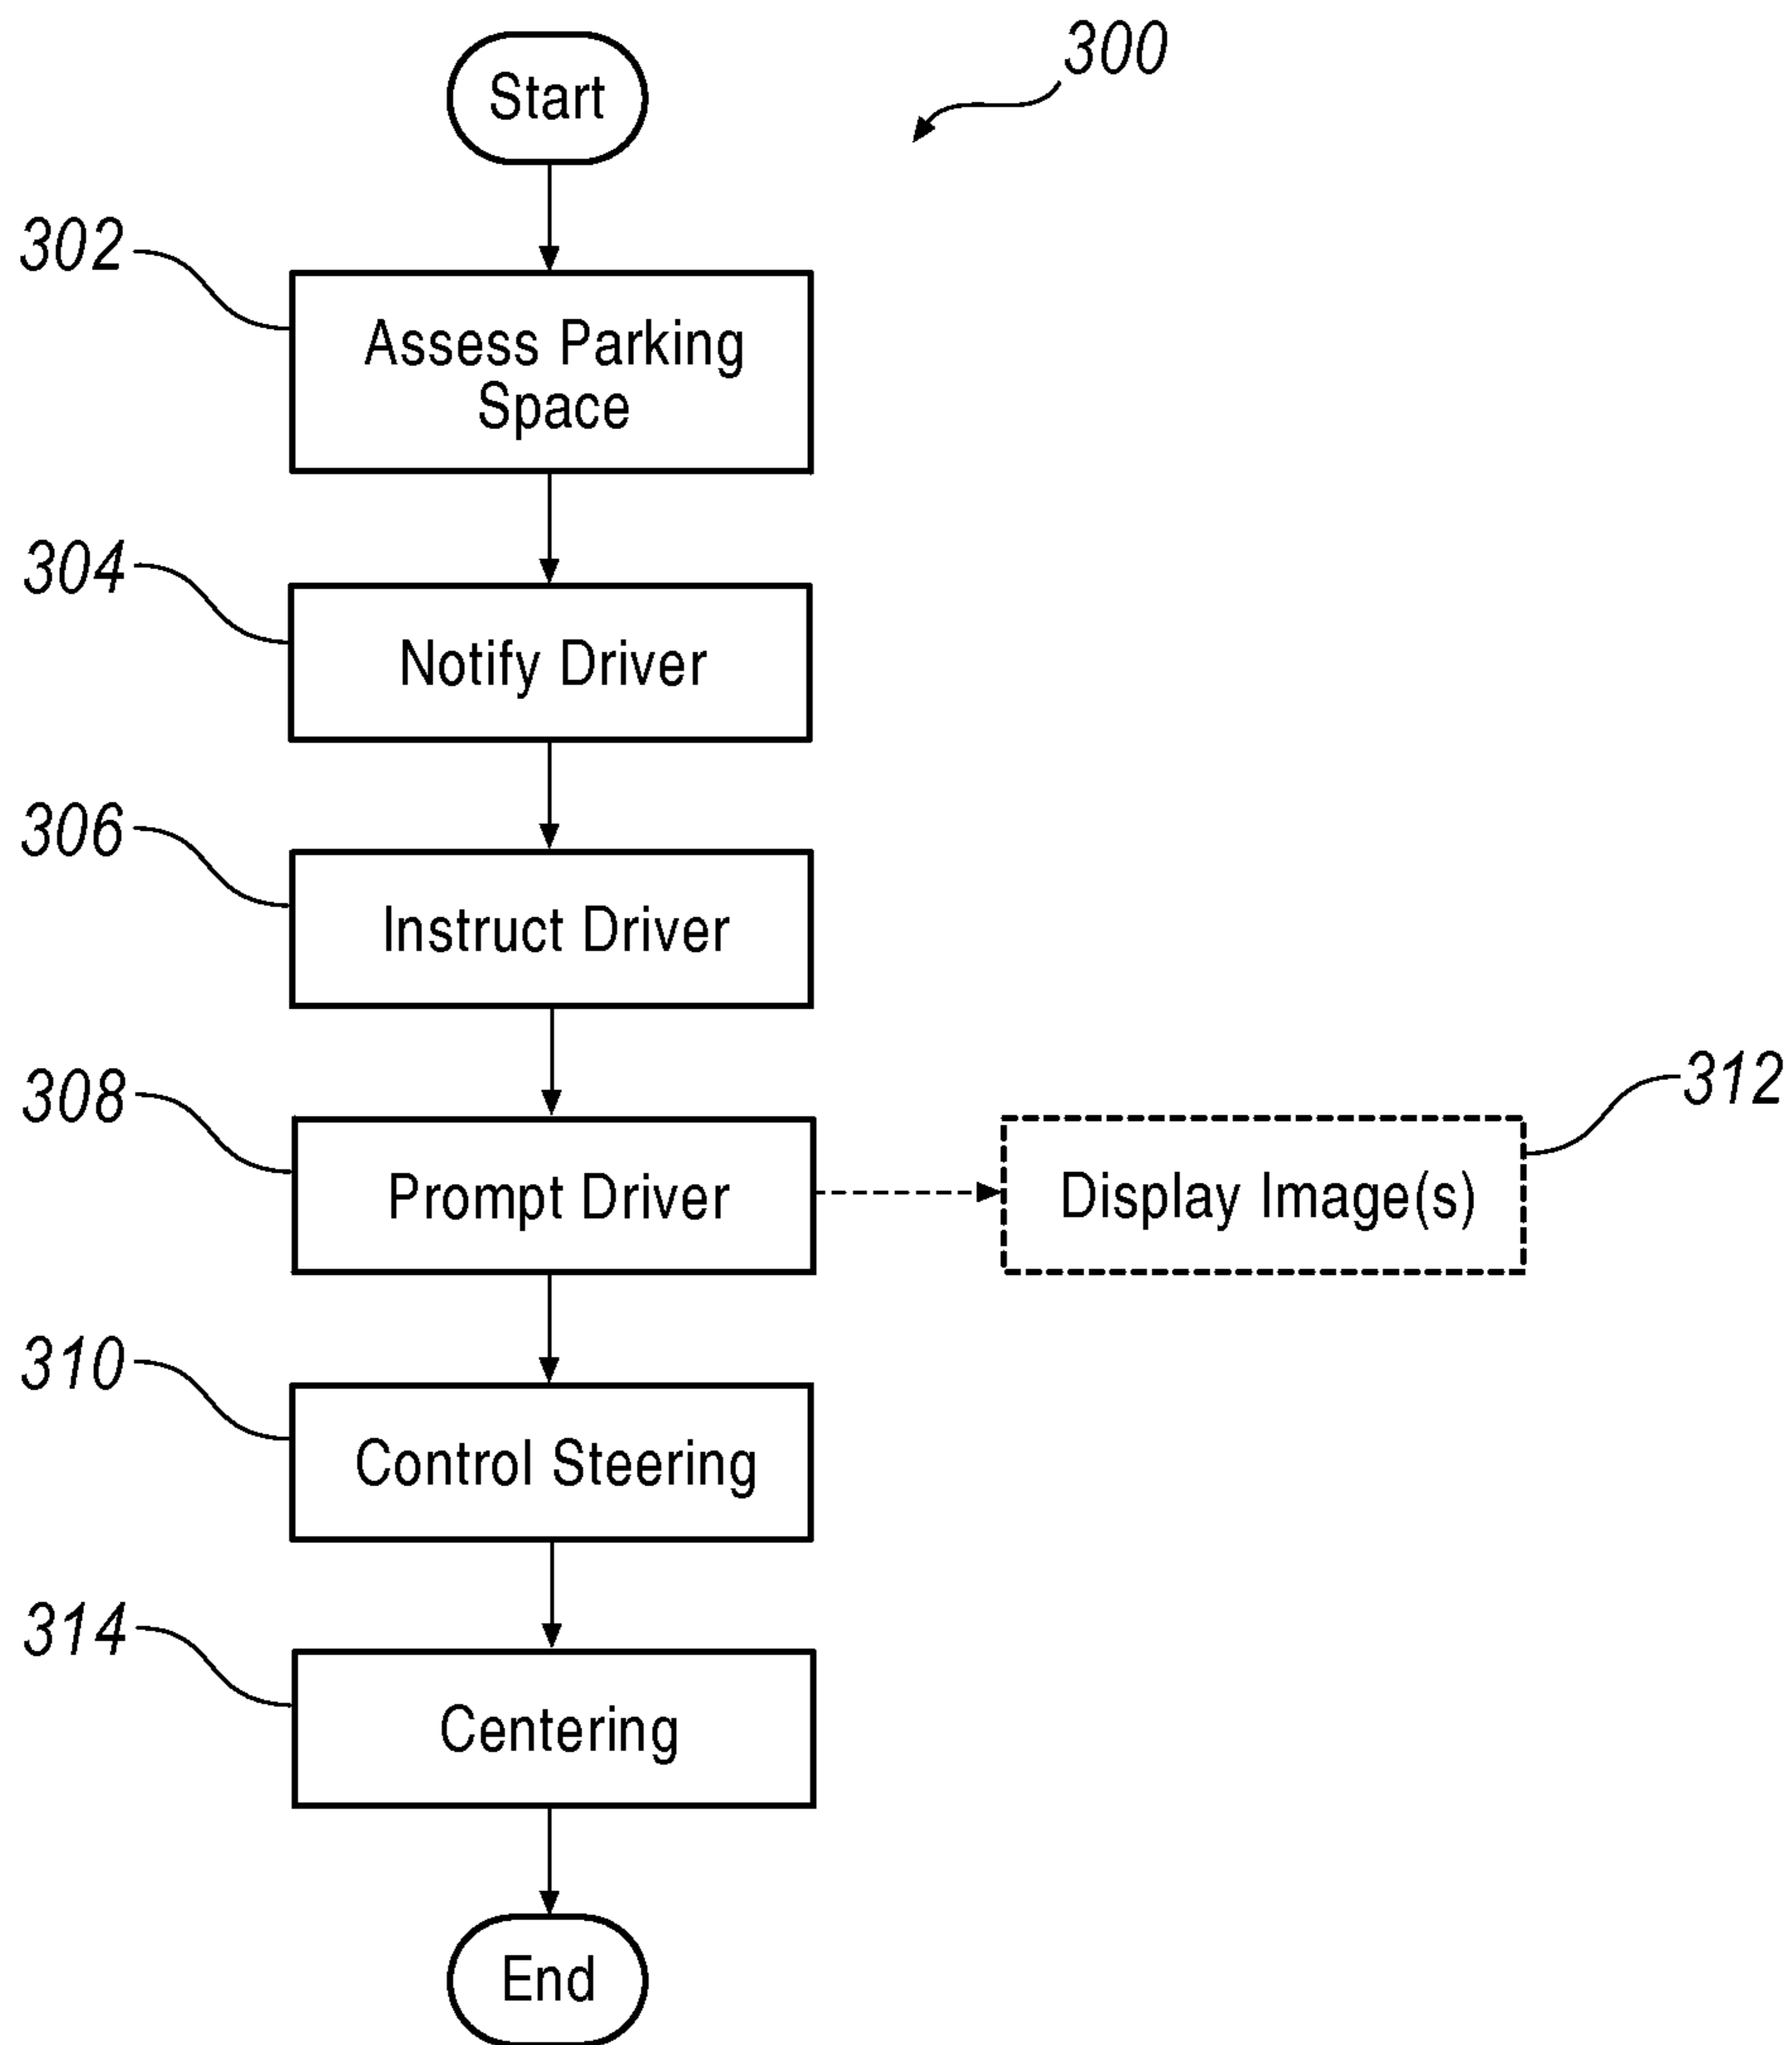 Start
300
302
Assess Parking
Space
304
Notify Driver
306
Instruct Driver
308
Prompt Driver
Display Image(s)
312
310
Control Steering
314
Centering
End